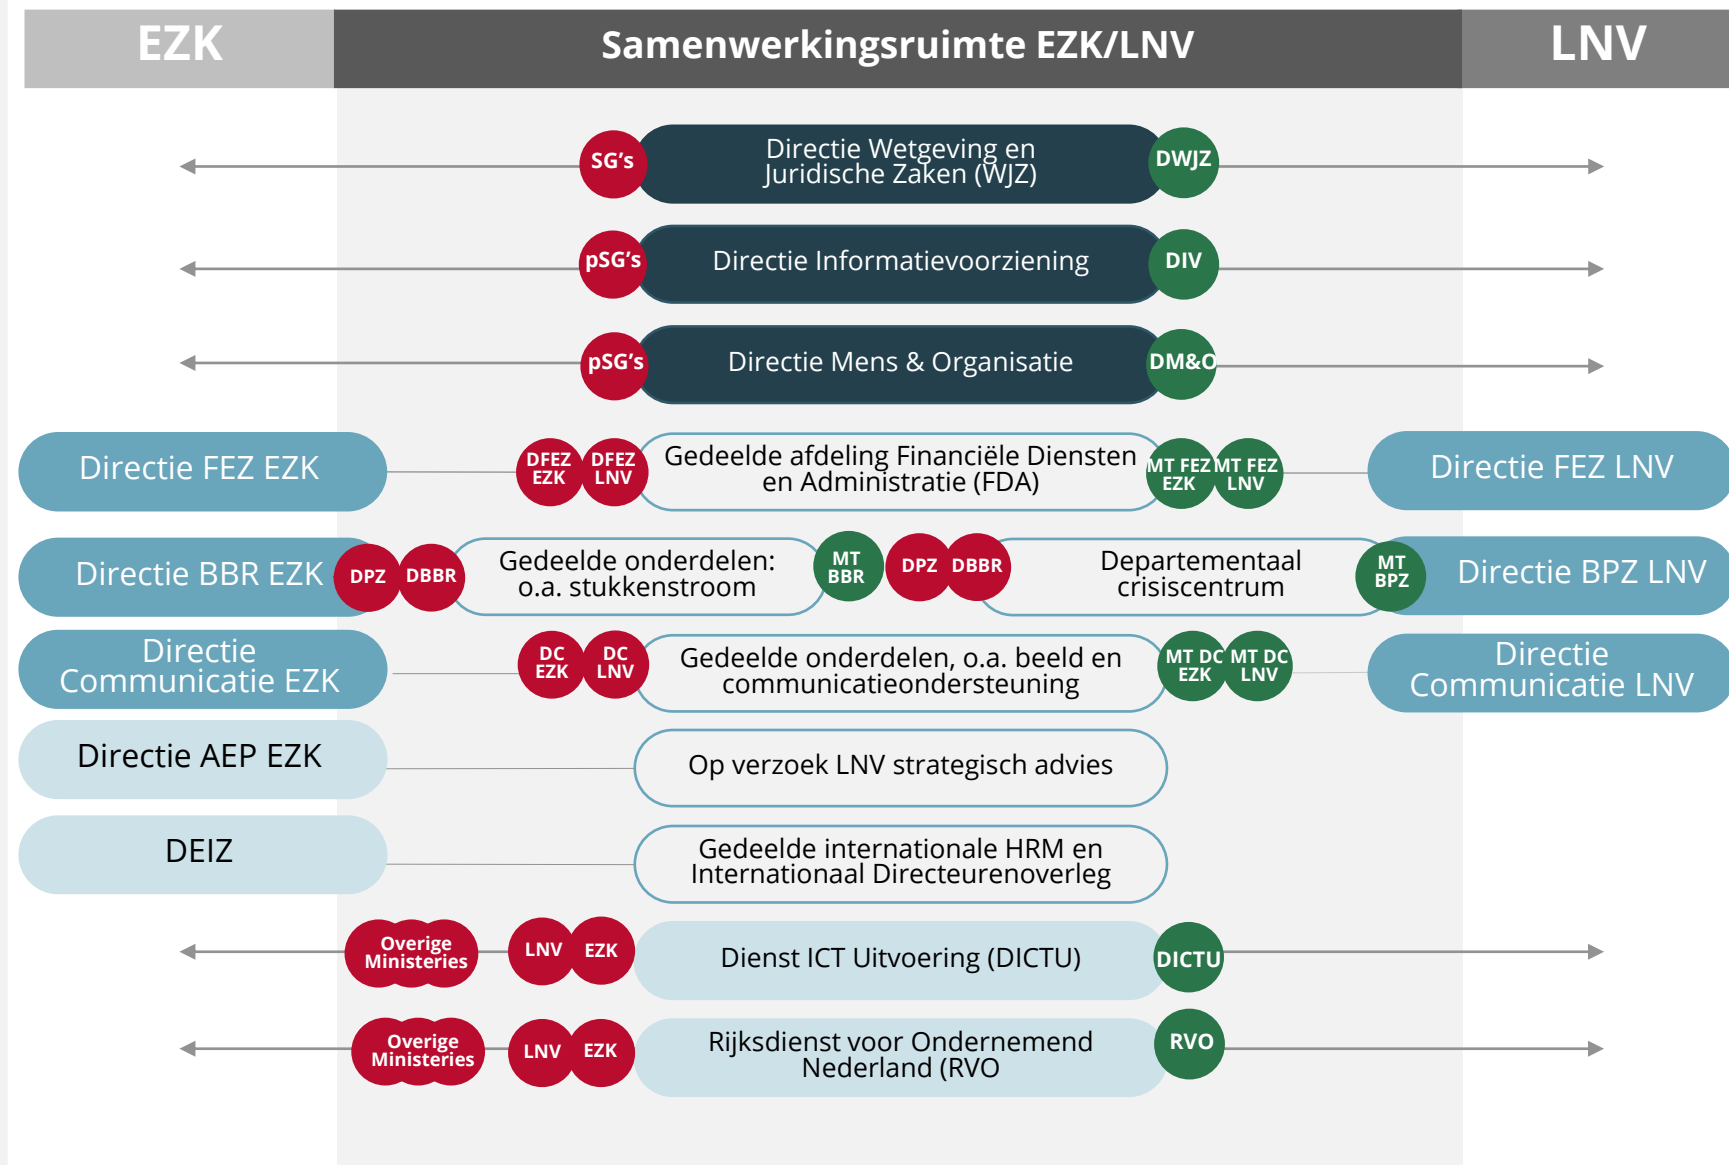 EZK
Samenwerkingsruimte EZK/LNV
LNV
SG's
Directie Wetgeving en
Juridische Zaken (WJZ)
DWJZ
pSG's
Directie Informatievoorziening
DIV
pSG's
Directie Mens & Organisatie
DM&O
Directie FEZ EZK
DFEZ
EZK
DFEZ
LNV
Gedeelde afdeling Financiële Diensten
en Administratie (FDA)
MT FEZ
EZK
MT FEZ
LNV
Directie FEZ LNV
Directie BBR EZK
DPZ
DBBR
Gedeelde onderdelen:
o.a. stukkenstroom
MT
BBR
DPZ
DBBR
Departementaal
crisiscentrum
MT
BPZ
Directie BPZ LNV
Directie
Communicatie EZK
DC
EZK
DC
LNV
Gedeelde onderdelen, o.a. beeld en
communicatieondersteuning
MT DC
EZK
MT DC
LNV
Directie
Communicatie LNV
Directie AEP EZK
Op verzoek LNV strategisch advies
DEIZ
Gedeelde internationale HRM en
Internationaal Directeurenoverleg
Overige
Ministeries
LNV
EZK
Dienst ICT Uitvoering (DICTU)
DICTU
Overige
Ministeries
LNV
EZK
Rijksdienst voor Ondernemend
Nederland (RVO
RVO